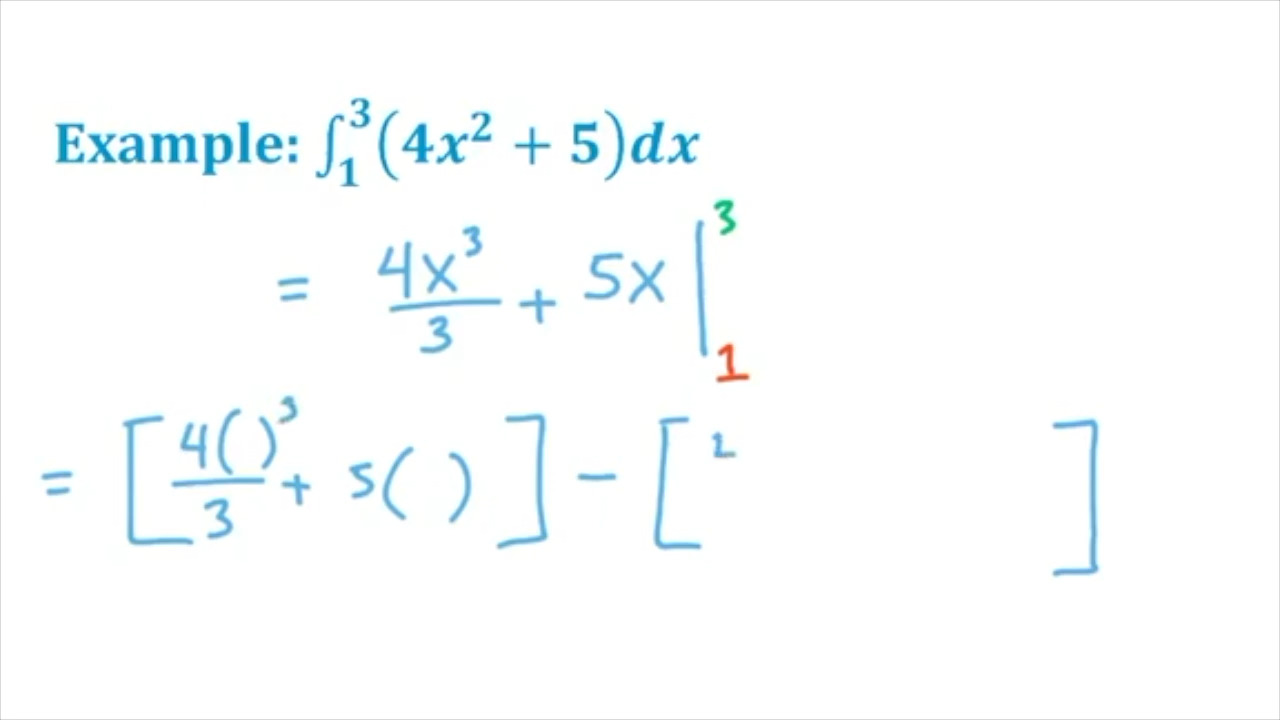 Example: ∫₁³(4x² + 5)dx
= 4x³/3 + 5x |₁³
= [4( )³/3 + 5( )] − [ ]